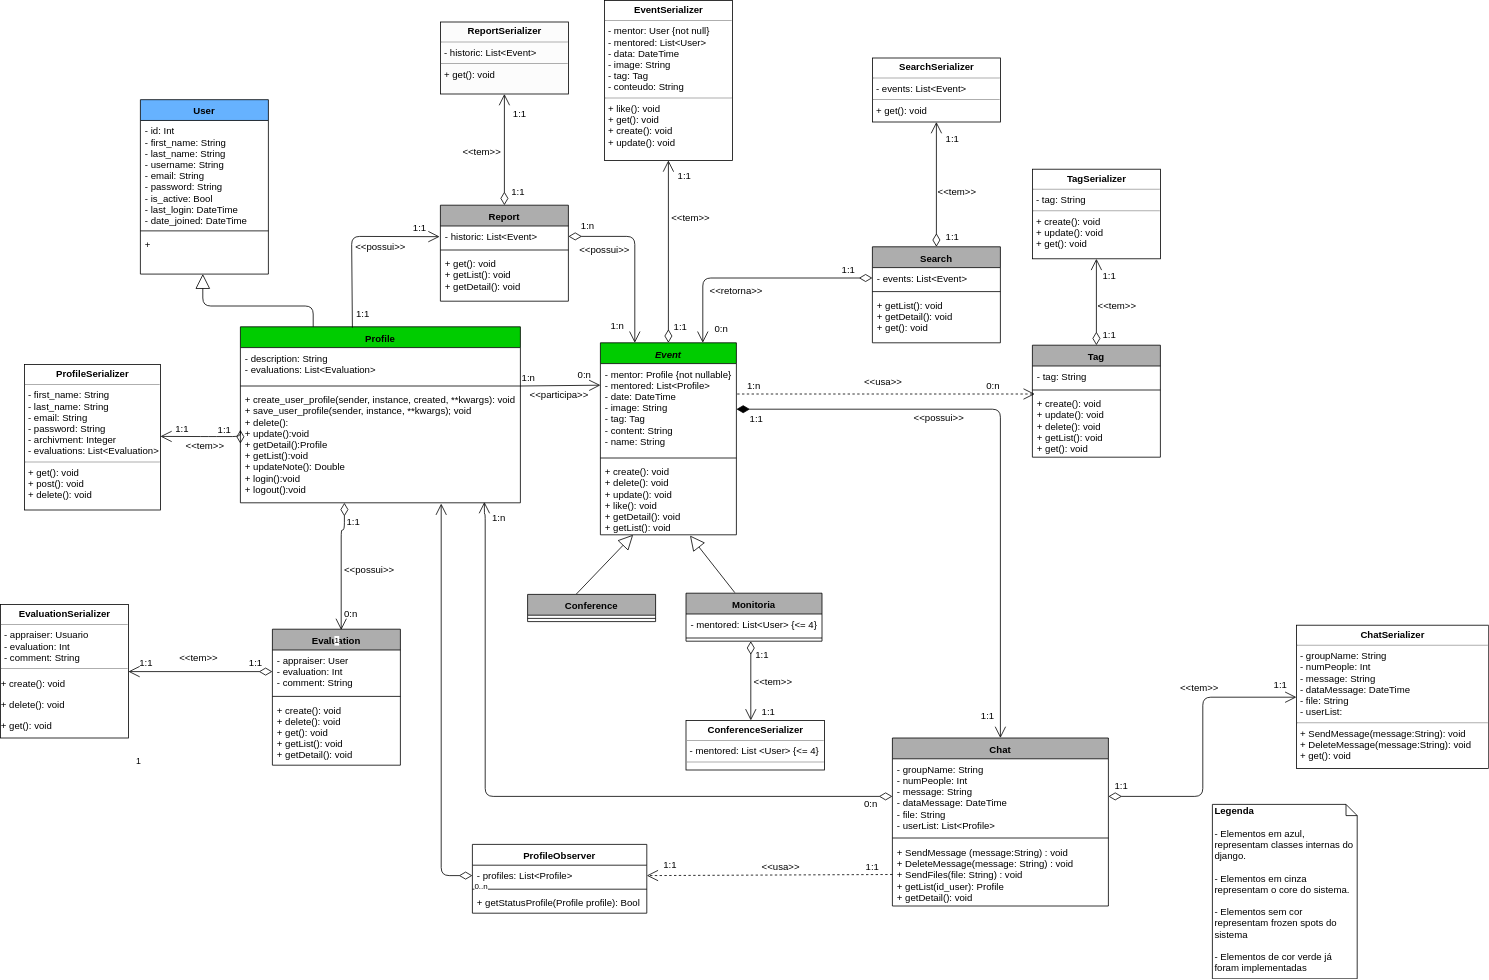 EventSerializer
- mentor: User {not null}
- mentored: List<User>
- data: DateTime
- image: String
- tag: Tag
- conteudo: String
+ like(): void
+ get(): void
+ create(): void
+ update(): void
ReportSerializer
- historic: List<Event>
+ get(): void
SearchSerializer
- events: List<Event>
+ get(): void
User
- id: Int
- first_name: String
- last_name: String
- username: String
- email: String
- password: String
- is_active: Bool
- last_login: DateTime
- date_joined: DateTime
+
1:1
<<tem>>
1:1
1:1
<<tem>>
1:1
1:1
<<tem>>
1:1
TagSerializer
- tag: String
+ create(): void
+ update(): void
+ get(): void
1:1
<<tem>>
1:1
Report
- historic: List<Event>
+ get(): void
+ getList(): void
+ getDetail(): void
1:1
<<possui>>
1:1
1:n
<<possui>>
1:n
Search
- events: List<Event>
+ getList(): void
+ getDetail(): void
+ get(): void
1:1
<<retorna>>
0:n
Tag
- tag: String
+ create(): void
+ update(): void
+ delete(): void
+ getList(): void
+ get(): void
Profile
- description: String
- evaluations: List<Evaluation>
+ create_user_profile(sender, instance, created, **kwargs): void
+ save_user_profile(sender, instance, **kwargs); void
+ delete():
+ update():void
+ getDetail():Profile
+ getList():void
+ updateNote(): Double
+ login():void
+ logout():void
ProfileSerializer
- first_name: String
- last_name: String
- email: String
- password: String
- archivment: Integer
- evaluations: List<Evaluation>
+ get(): void
+ post(): void
+ delete(): void
1:1
1:1
<<tem>>
1:n
0:n
<<participa>>
Event
- mentor: Profile {not nullable}
- mentored: List<Profile>
- date: DateTime
- image: String
- tag: Tag
- content: String
- name: String
+ create(): void
+ delete(): void
+ update(): void
+ like(): void
+ getDetail(): void
+ getList(): void
1:n
<<usa>>
0:n
1:1
<<possui>>
1:1
1:1
<<possui>>
0:n
1:n
Conference
Monitoria
- mentored: List<User> {<= 4}
1:1
<<tem>>
1:1
ConferenceSerializer
- mentored: List <User> {<= 4}
EvaluationSerializer
- appraiser: Usuario
- evaluation: Int
- comment: String
+ create(): void
+ delete(): void
+ get(): void
1:1
<<tem>>
1:1
Evaluation
- appraiser: User
- evaluation: Int
- comment: String
+ create(): void
+ delete(): void
+ get(): void
+ getList(): void
+ getDetail(): void
1
Chat
- groupName: String
- numPeople: Int
- message: String
- dataMessage: DateTime
- file: String
- userList: List<Profile>
+ SendMessage (message:String) : void
+ DeleteMessage(message: String) : void
+ SendFiles(file: String) : void
+ getList(id_user): Profile
+ getDetail(): void
0:n
1:1
<<tem>>
1:1
ChatSerializer
- groupName: String
- numPeople: Int
- message: String
- dataMessage: DateTime
- file: String
- userList:
+ SendMessage(message:String): void
+ DeleteMessage(message:String): void
+ get(): void
ProfileObserver
- profiles: List<Profile>
0..n
+ getStatusProfile(Profile profile): Bool
1:1
<<usa>>
1:1
Legenda
- Elementos em azul,
representam classes internas do
django.
- Elementos em cinza
representam o core do sistema.
- Elementos sem cor
representam frozen spots do
sistema
- Elementos de cor verde já
foram implementadas